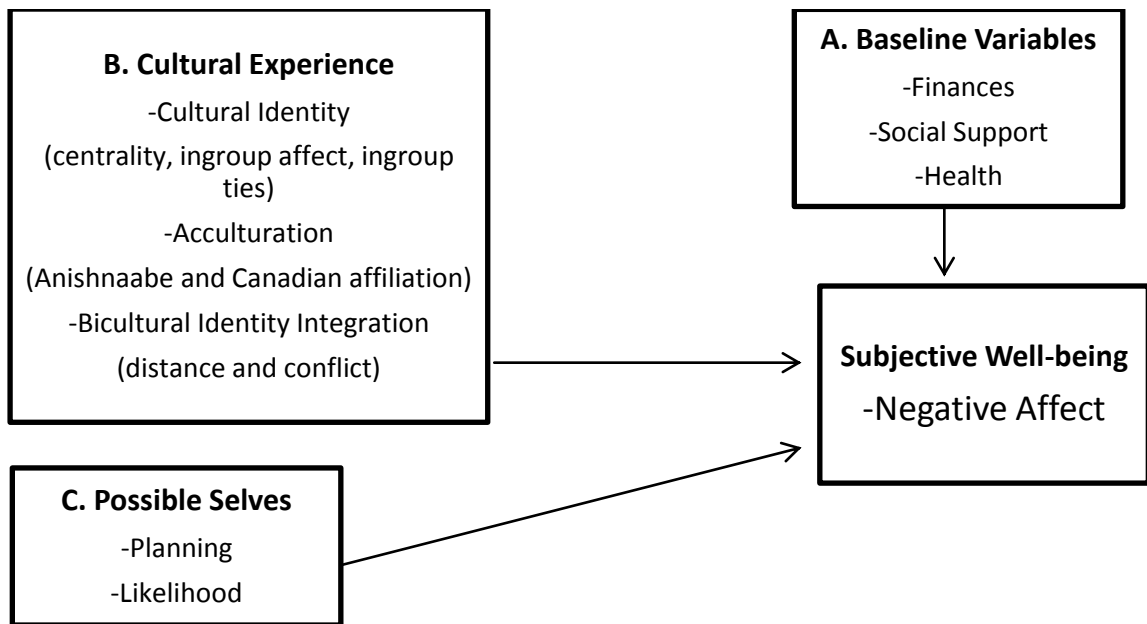 B. Cultural Experience
-Cultural Identity
(centrality, ingroup affect, ingroup
ties)
-Acculturation
(Anishnaabe and Canadian affiliation)
-Bicultural Identity Integration
(distance and conflict)
A. Baseline Variables
-Finances
-Social Support
-Health
Subjective Well-being
-Negative Affect
C. Possible Selves
-Planning
-Likelihood